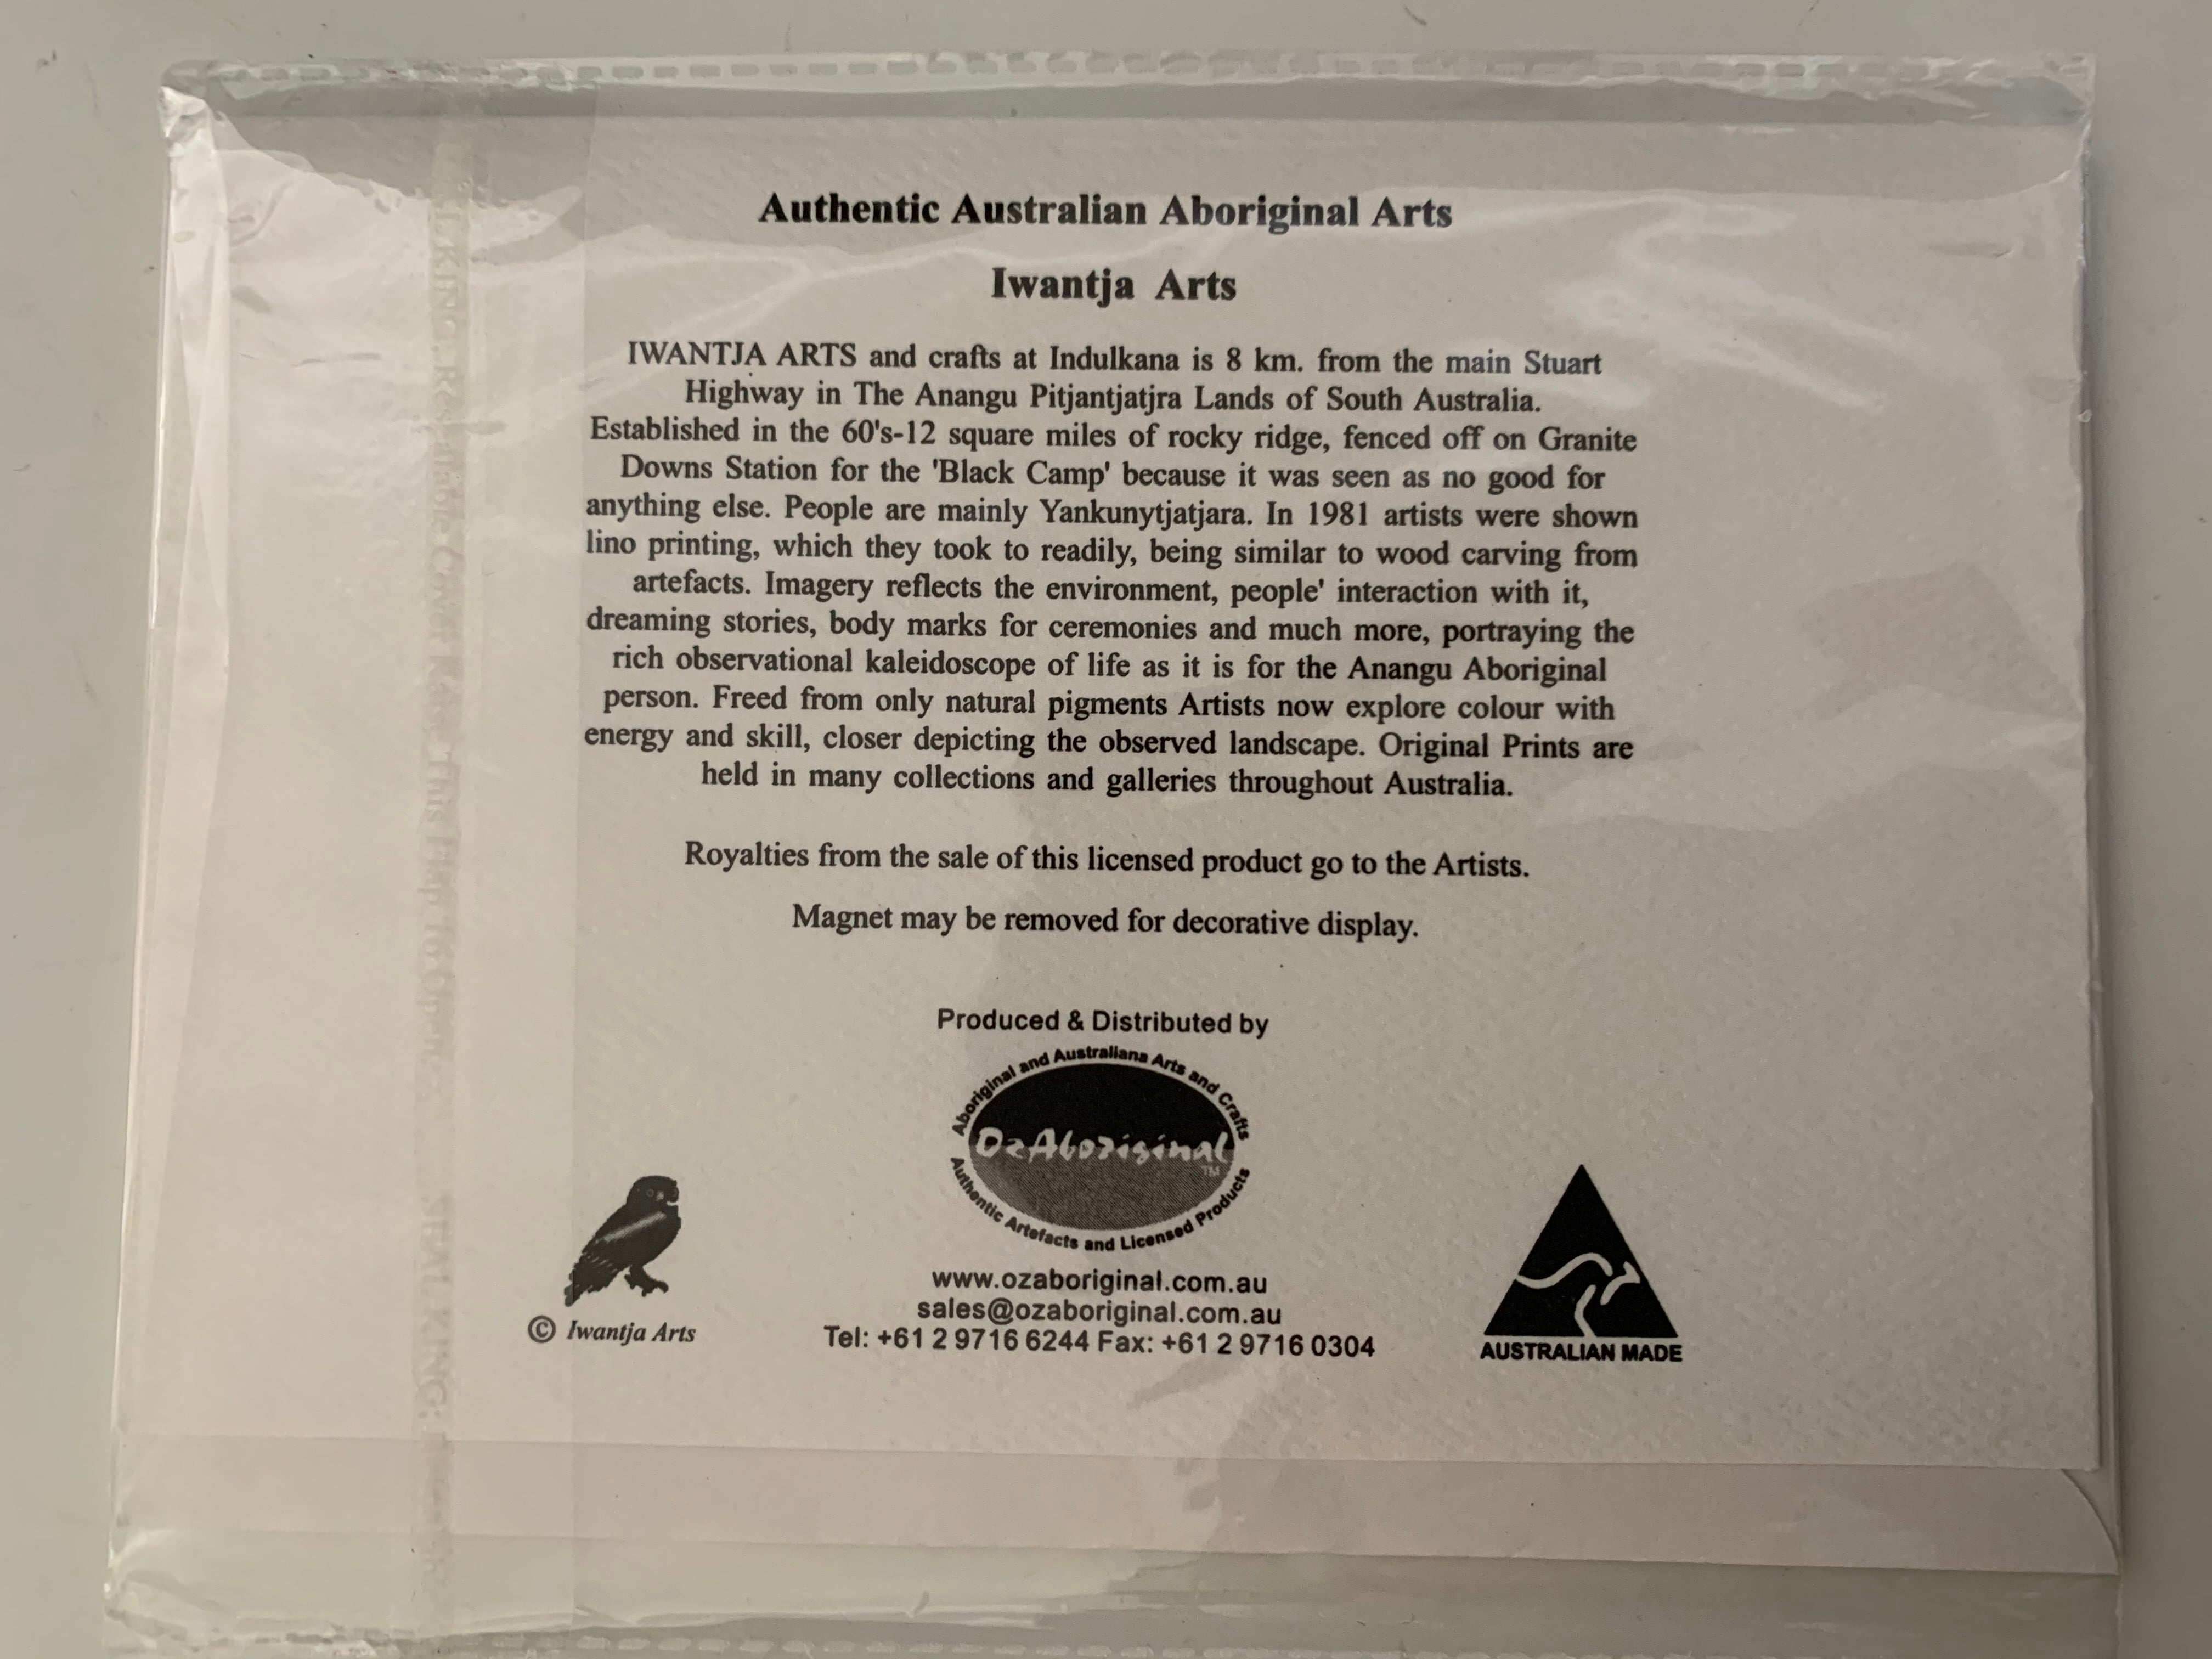 Authentic Australian Aboriginal Arts
Iwantja Arts
IWANTJA ARTS and crafts at Indulkana is 8 km. from the main Stuart
Highway in The Anangu Pitjantjatjra Lands of South Australia.
Established in the 60's-12 square miles of rocky ridge, fenced off on Granite
Downs Station for the 'Black Camp' because it was seen as no good for
anything else. People are mainly Yankunytjatjara. In 1981 artists were shown
lino printing, which they took to readily, being similar to wood carving from
artefacts. Imagery reflects the environment, people' interaction with it,
dreaming stories, body marks for ceremonies and much more, portraying the
rich observational kaleidoscope of life as it is for the Anangu Aboriginal
person. Freed from only natural pigments Artists now explore colour with
energy and skill, closer depicting the observed landscape. Original Prints are
held in many collections and galleries throughout Australia.
Royalties from the sale of this licensed product go to the Artists.
Magnet may be removed for decorative display.
Produced & Distributed by
Aboriginal and Australiana Arts and Crafts
OzAboriginal
TM
Authentic Artefacts and Licensed Products
www.ozaboriginal.com.au
sales@ozaboriginal.com.au
Tel: +61 2 9716 6244 Fax: +61 2 9716 0304
© Iwantja Arts
AUSTRALIAN MADE
SEAL KING: